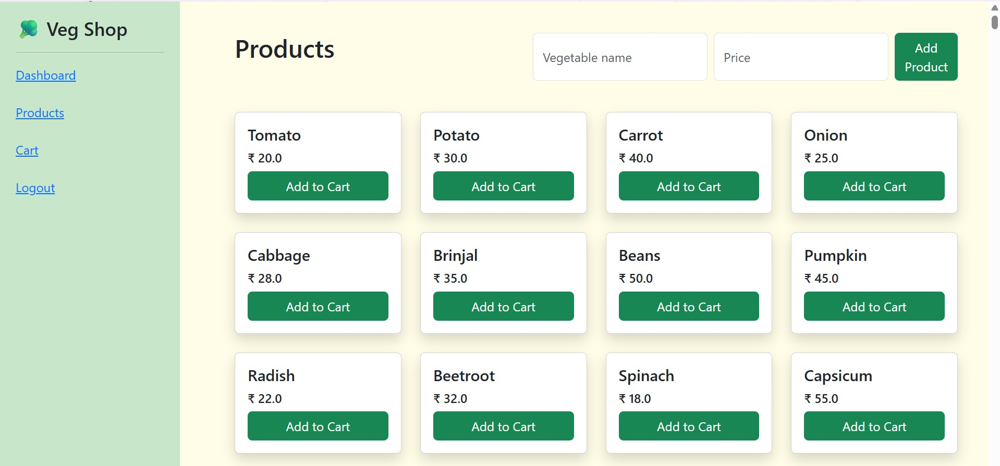 Veg Shop
Dashboard
Products
Cart
Logout
Products
Vegetable name
Price
Add
Product
Tomato
₹ 20.0
Add to Cart
Potato
₹ 30.0
Add to Cart
Carrot
₹ 40.0
Add to Cart
Onion
₹ 25.0
Add to Cart
Cabbage
₹ 28.0
Add to Cart
Brinjal
₹ 35.0
Add to Cart
Beans
₹ 50.0
Add to Cart
Pumpkin
₹ 45.0
Add to Cart
Radish
₹ 22.0
Add to Cart
Beetroot
₹ 32.0
Add to Cart
Spinach
₹ 18.0
Add to Cart
Capsicum
₹ 55.0
Add to Cart